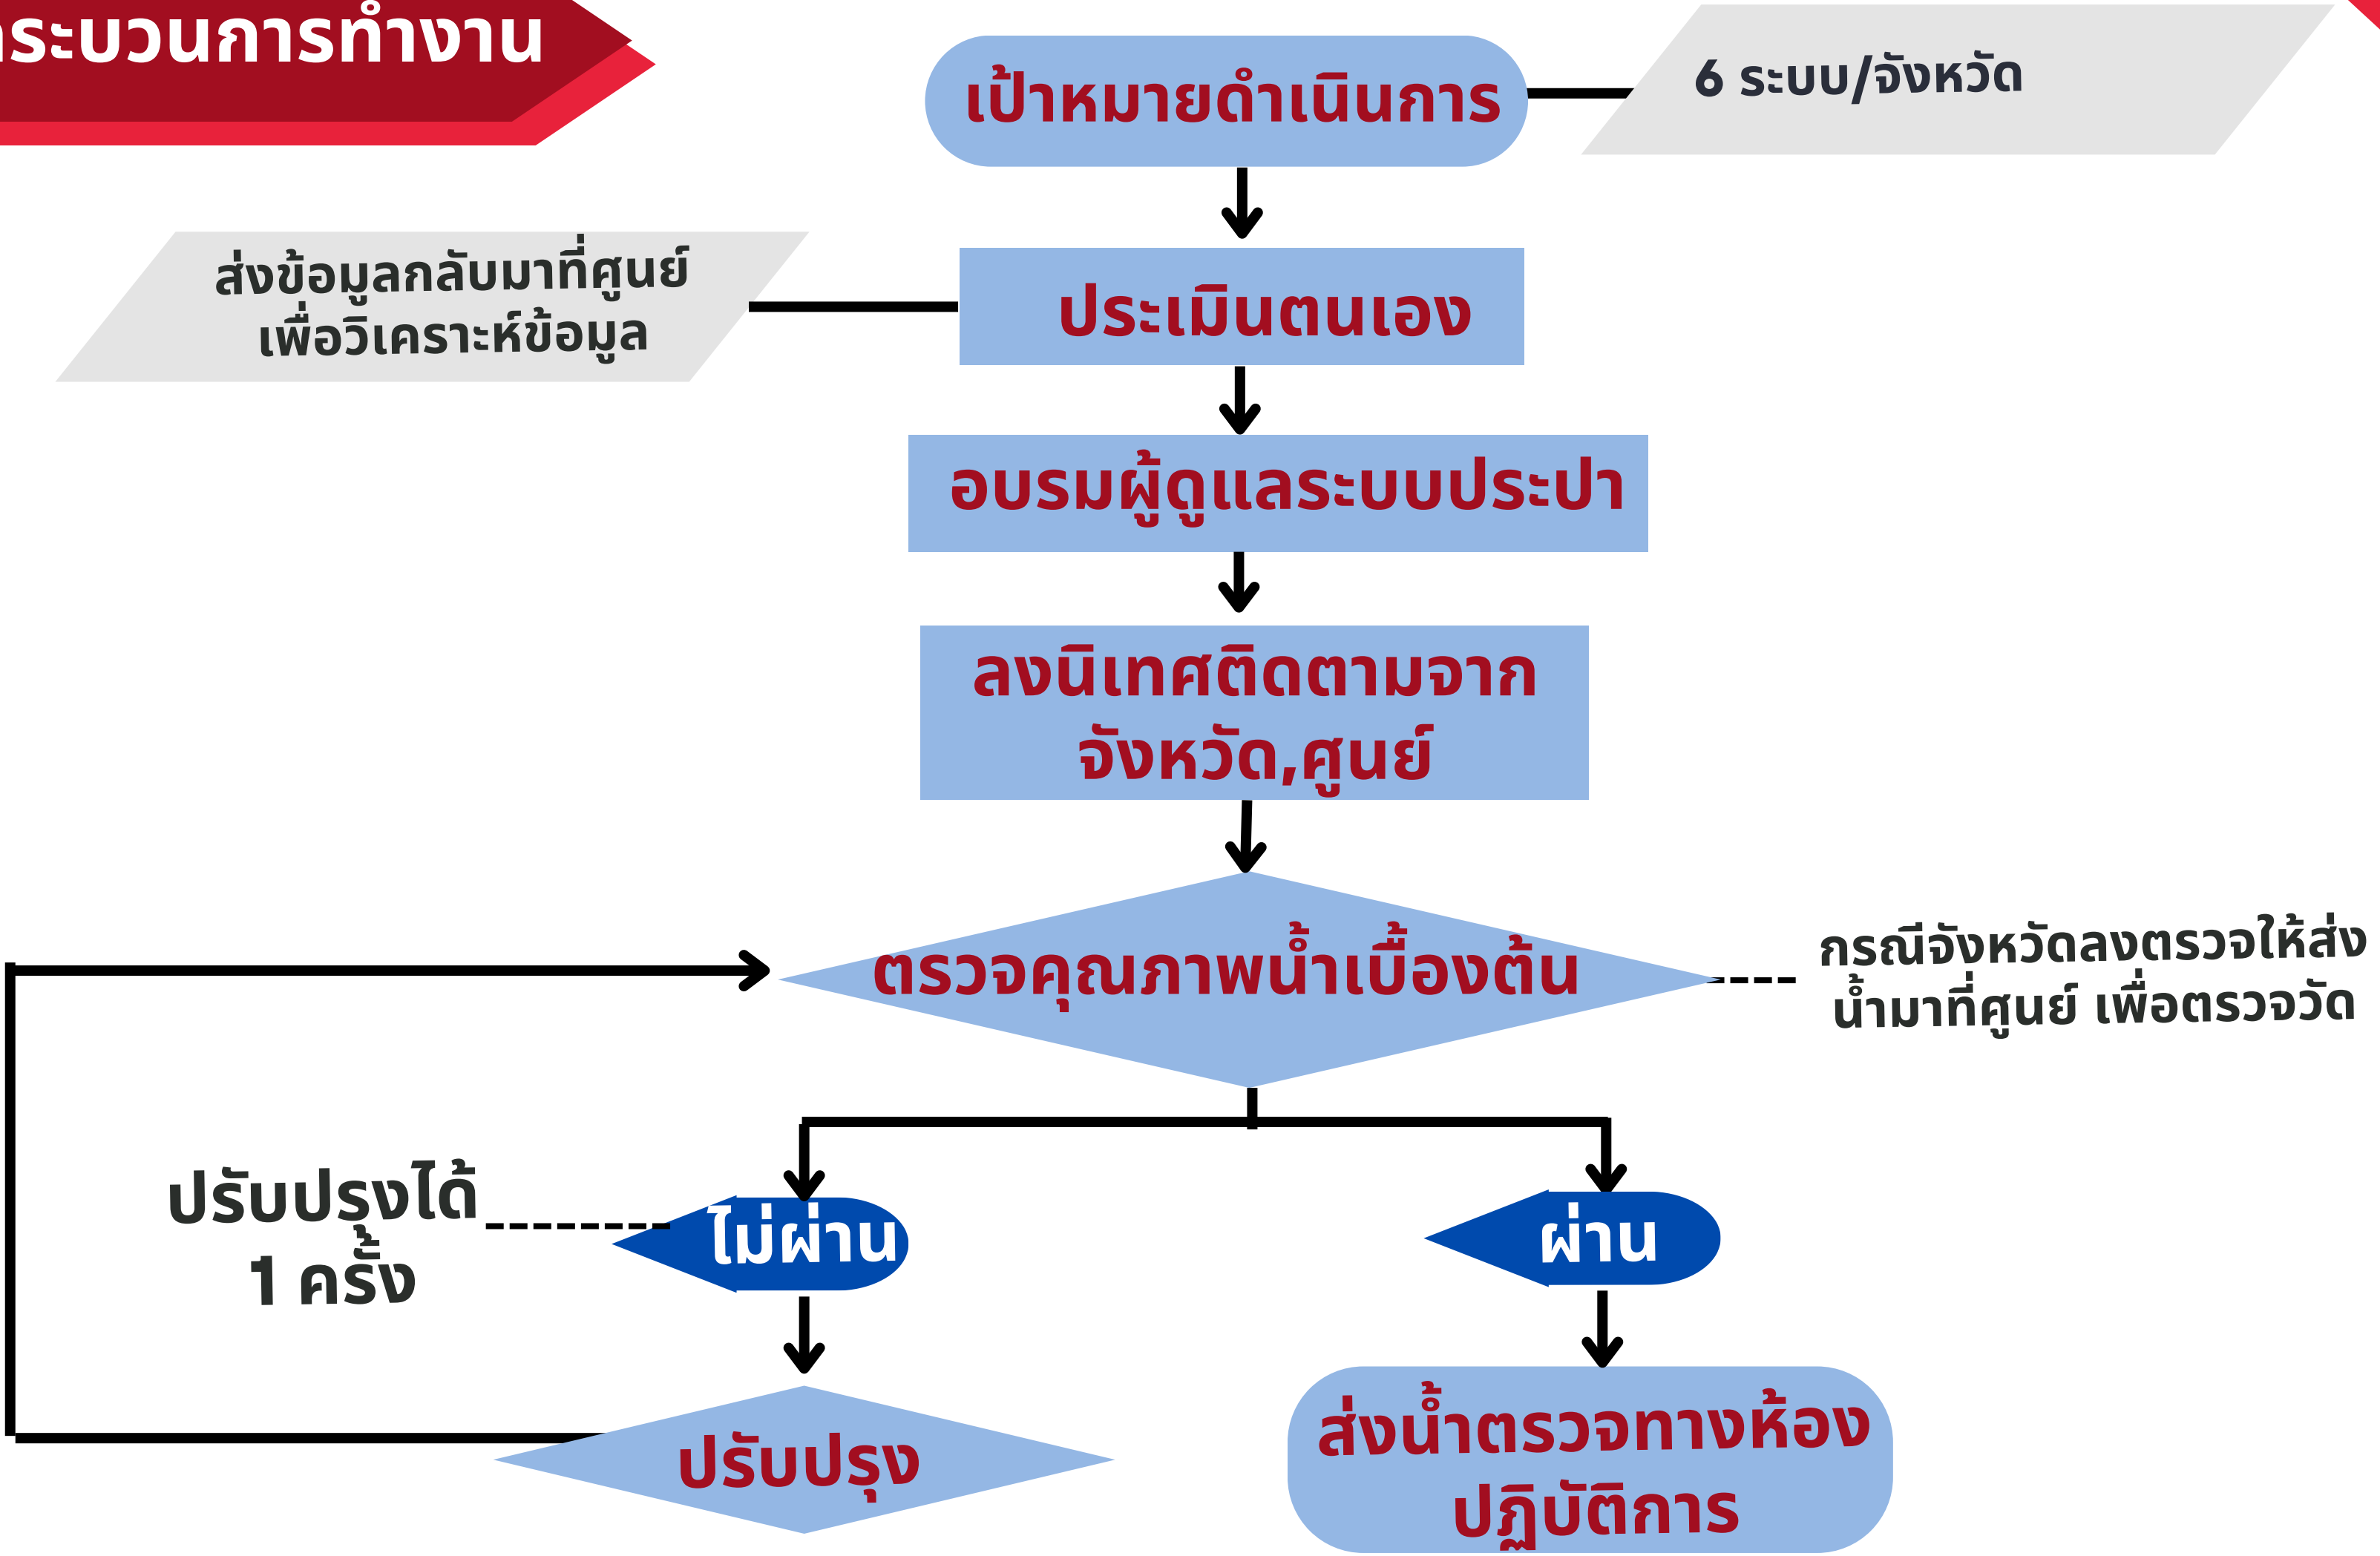 กระบวนการทำงาน
เป้าหมายดำเนินการ
6 ระบบ/จังหวัด
ส่งข้อมูลกลับมาที่ศูนย์
เพื่อวิเคราะห์ข้อมูล
ประเมินตนเอง
อบรมผู้ดูแลระบบประปา
ลงนิเทศติดตามจาก
จังหวัด,ศูนย์
ตรวจคุณภาพน้ำเบื้องต้น
กรณีจังหวัดลงตรวจให้ส่ง
น้ำมาที่ศูนย์ เพื่อตรวจวัด
ปรับปรงได้
1 ครั้ง
ไม่ผ่าน
ผ่าน
ปรับปรุง
ส่งน้ำตรวจทางห้อง
ปฏิบัติการ